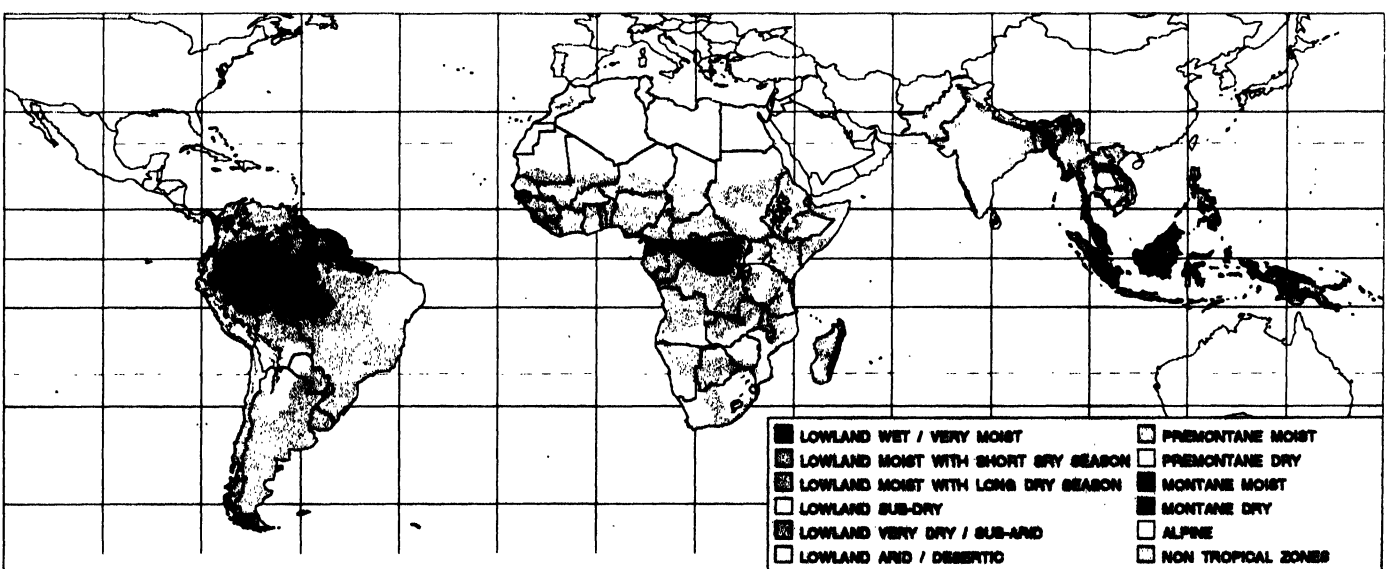 LOWLAND WET / VERY MOIST
LOWLAND MOIST WITH SHORT SRY SEASON
LOWLAND MOIST WITH LONG DRY SEASON
LOWLAND SUB-DRY
LOWLAND VERY DRY / SUB-ARID
LOWLAND ARID / DESERTIC
PREMONTANE MOIST
PREMONTANE DRY
MONTANE MOIST
MONTANE DRY
ALPINE
NON TROPICAL ZONES